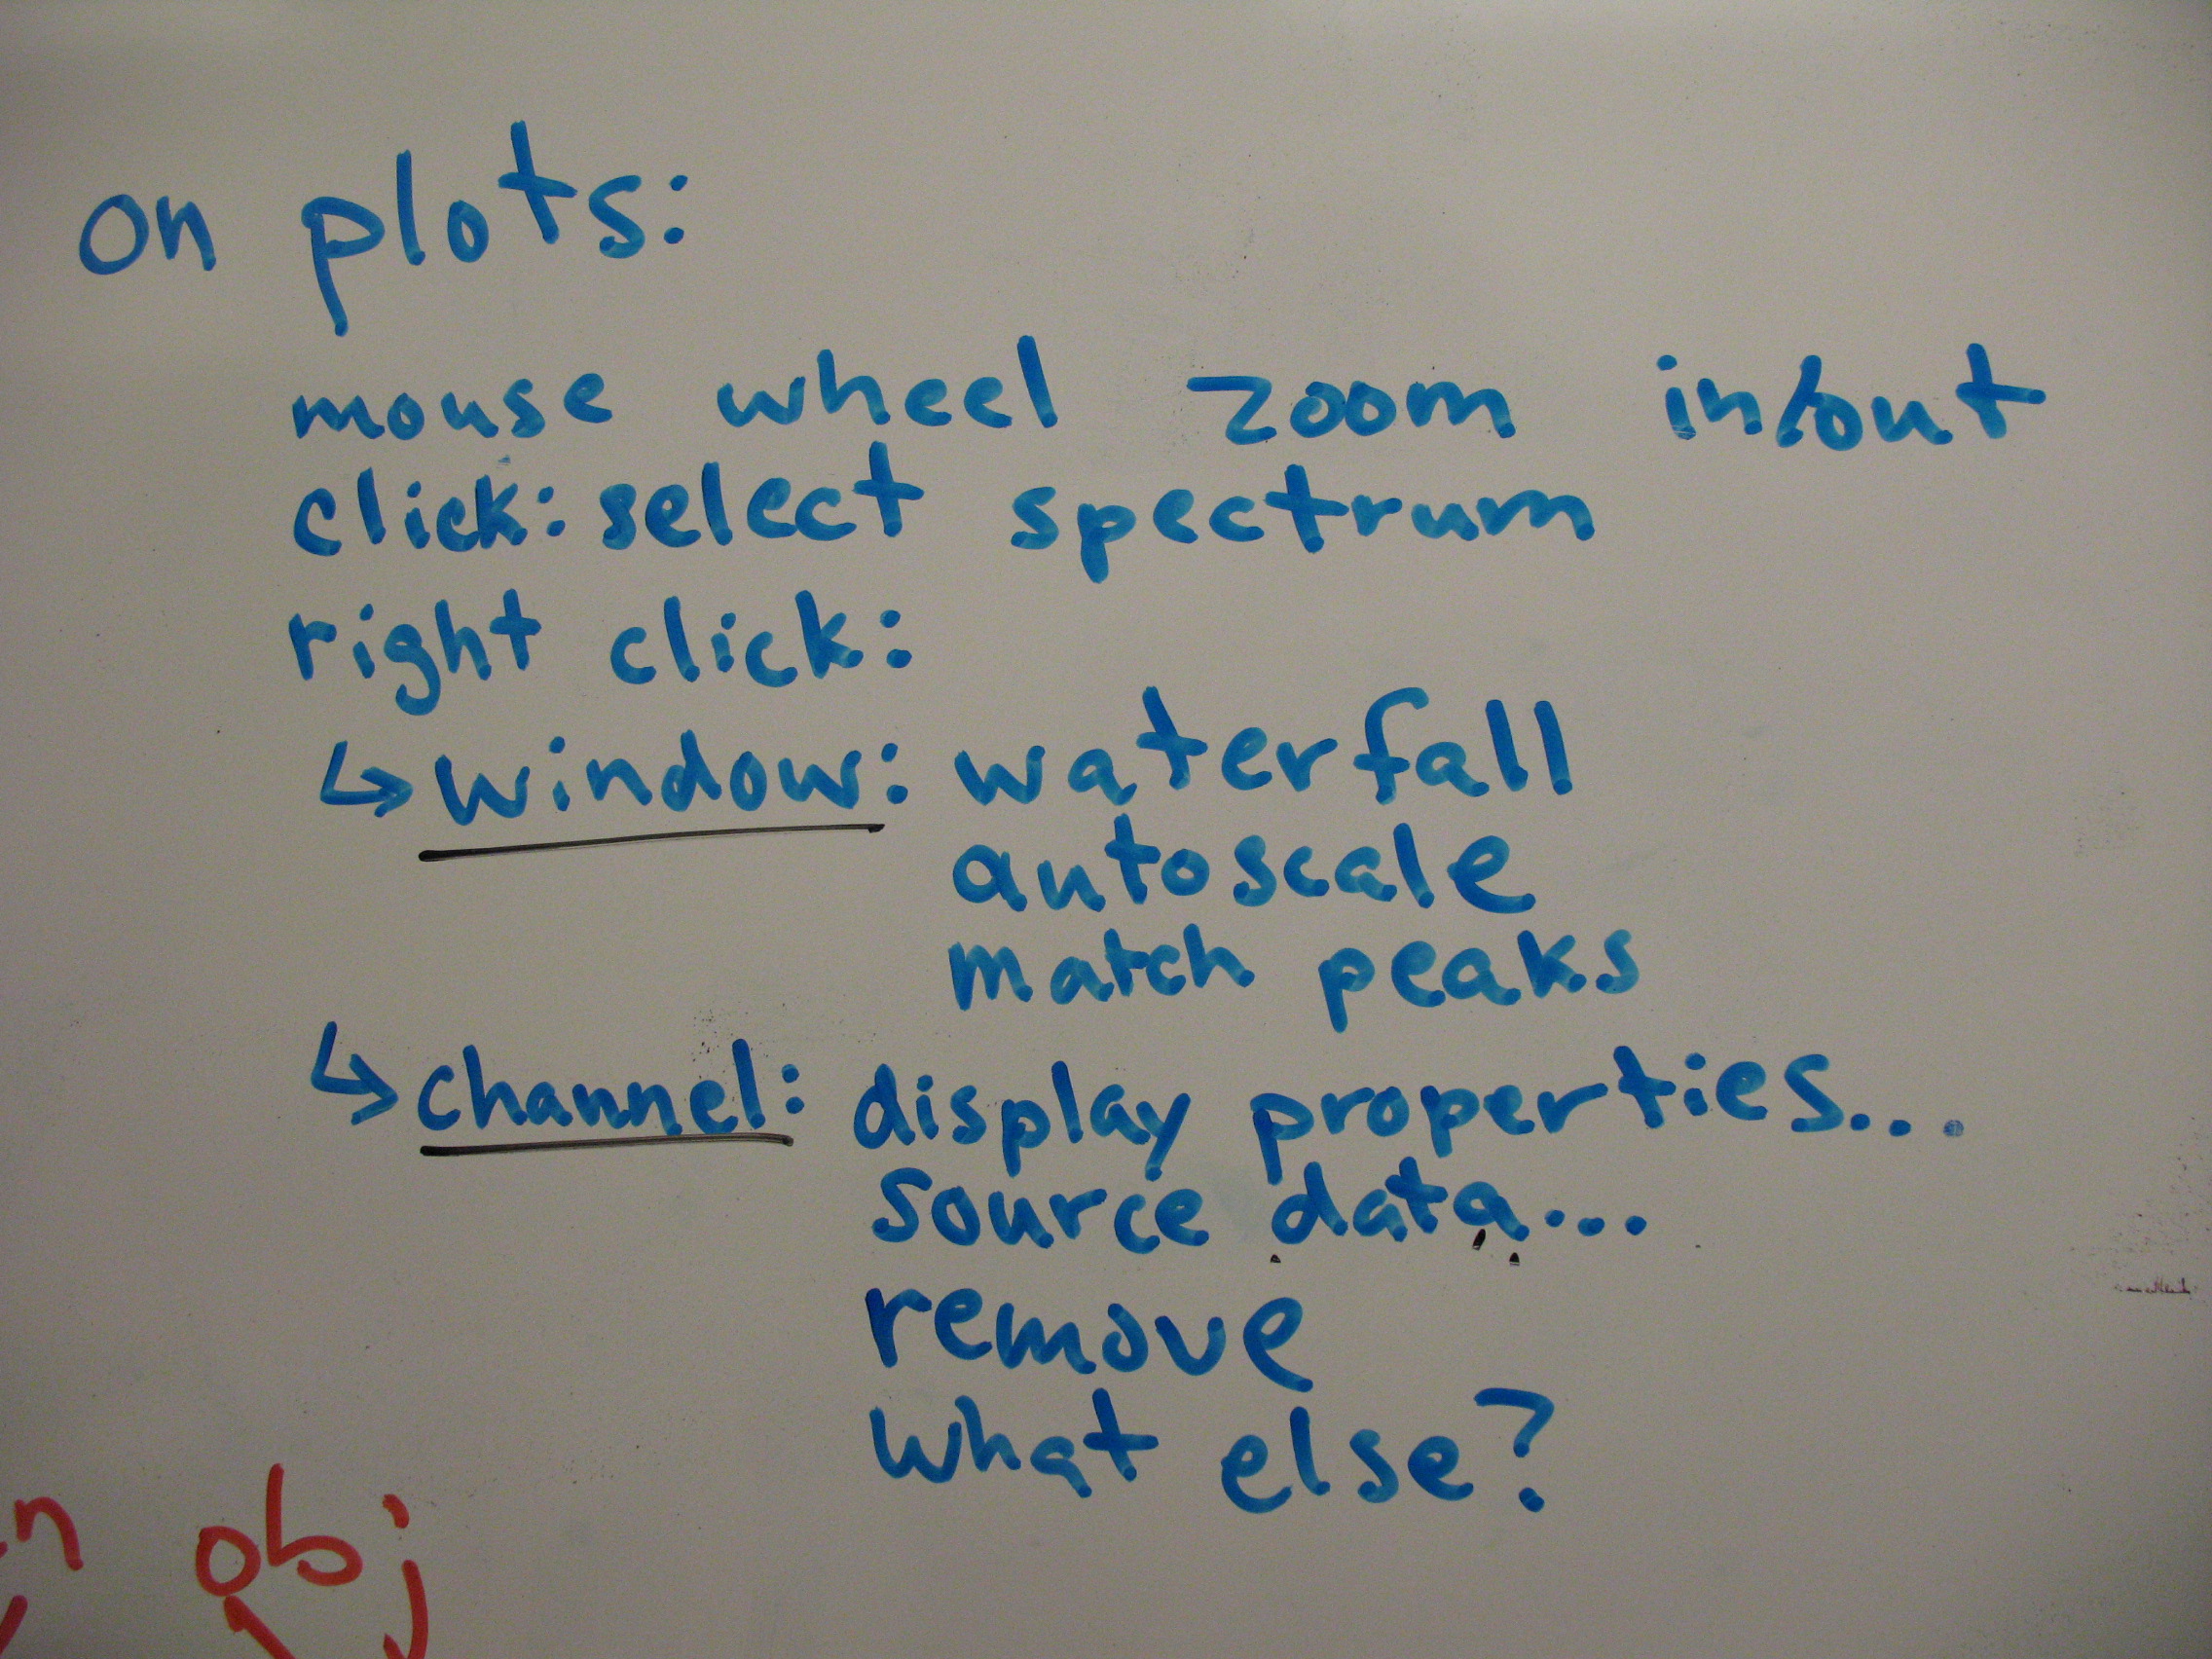 on plots:
mouse wheel zoom in/out
click: select spectrum
right click:
↳ window: waterfall
autoscale
match peaks
↳ channel: display properties...
source data...
remove
what else?
obj